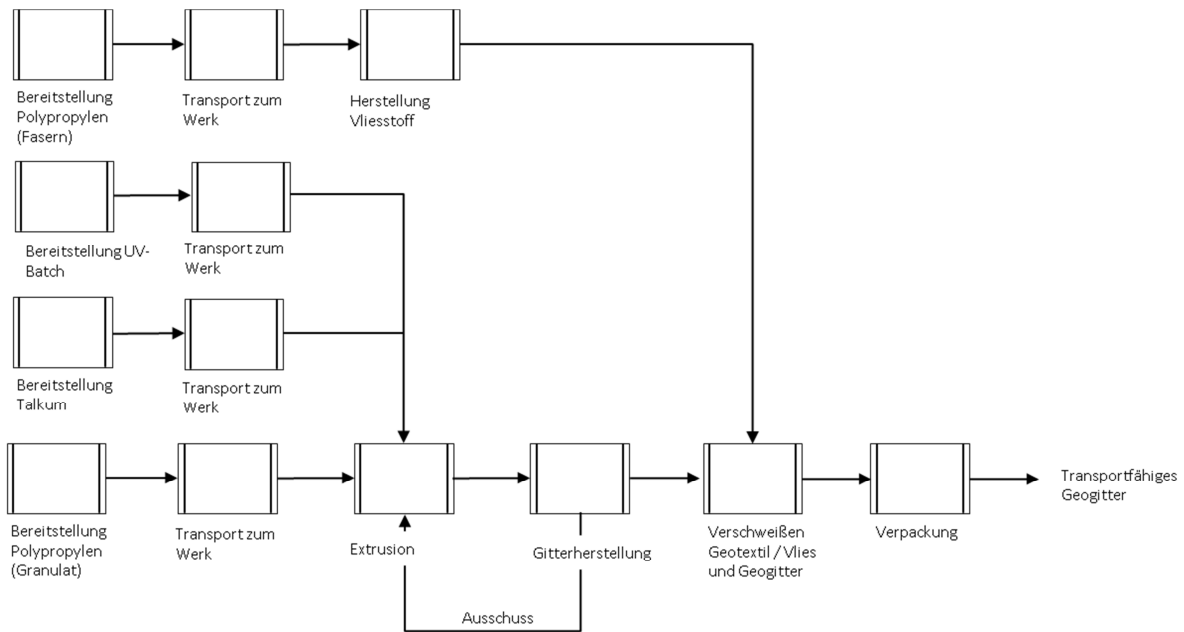 Bereitstellung
Polypropylen
(Fasern)
Transport zum
Werk
Herstellung
Vliesstoff
Bereitstellung UV-
Batch
Transport zum
Werk
Bereitstellung
Talkum
Transport zum
Werk
Bereitstellung
Polypropylen
(Granulat)
Transport zum
Werk
Extrusion
Gitterherstellung
Verschweißen
Geotextil / Vlies
und Geogitter
Verpackung
Transportfähiges
Geogitter
Ausschuss